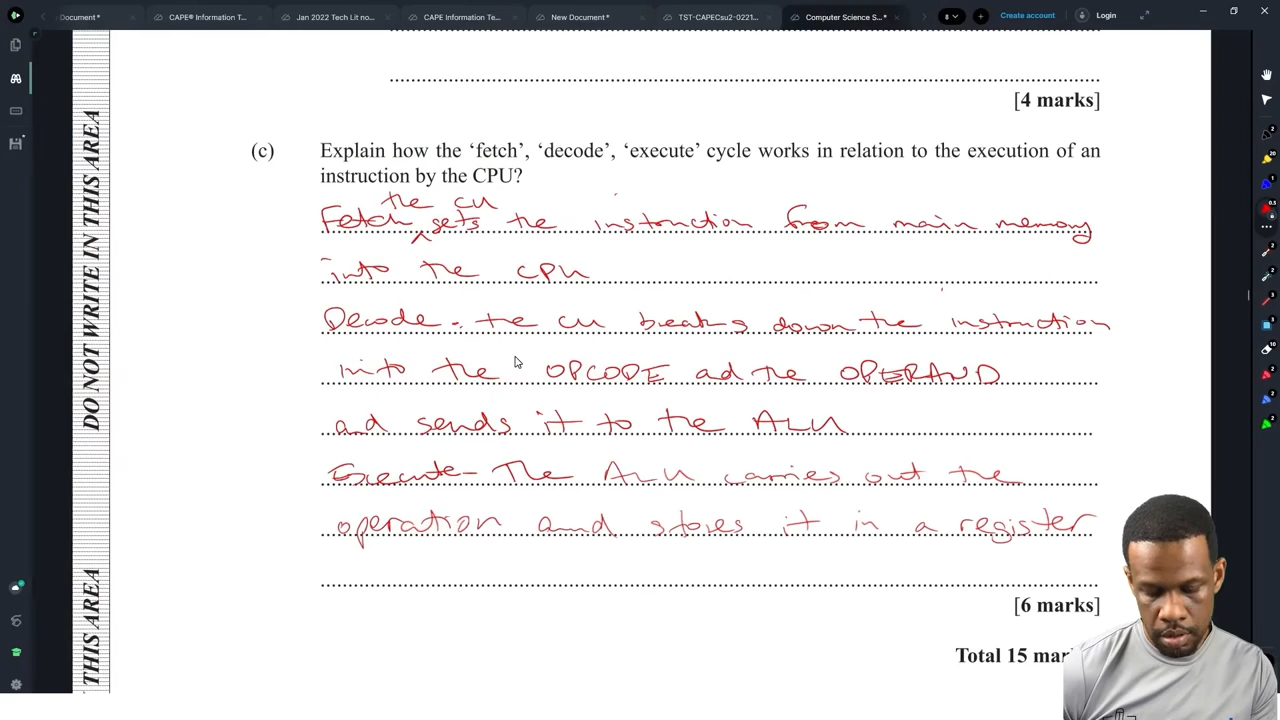 Document*
CAPE® Information T...
Jan 2022 Tech Lit no...
CAPE Information Te...
New Document*
TST-CAPECsu2-0221...
Computer Science S...*
8
Create account
Login
[4 marks]
(c) Explain how the ‘fetch’, ‘decode’, ‘execute’ cycle works in relation to the execution of an
instruction by the CPU?
the CU
Fetch gets the instruction from main memory
into the CPU
Decode - the CU breaks down the instruction
into the OPCODE ad the OPERAND
and sends it to the ALU
Execute - The ALU carries out the
operation and stores it in a register
[6 marks]
Total 15 mar
DO NOT WRITE IN THIS AREA
THIS AREA